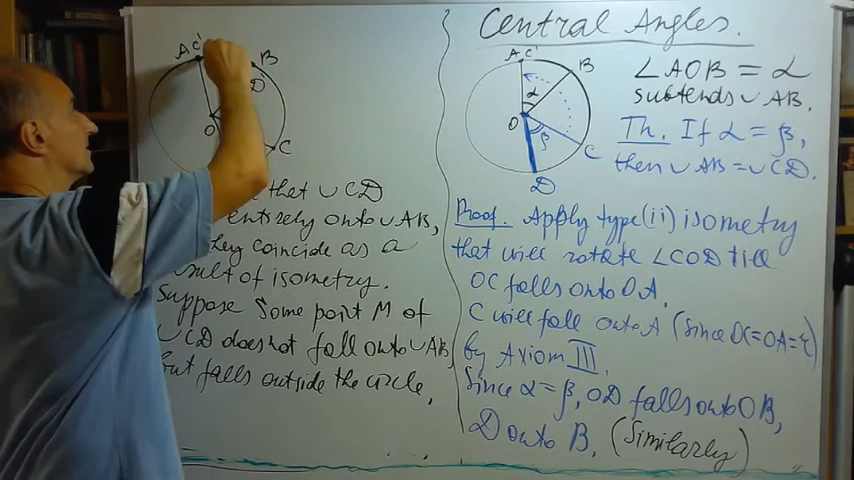 Central Angles.
∠AOB = α
subtends ∪ AB.
Th. If α = β,
then ∪ AB = ∪ CD.
A C'
B
α
O
β
C
D
Proof. Apply type (ii) isometry
that will rotate ∠COD till
OC falls onto OA.
C will fall onto A (since OC=OA=r)
by Axiom III.
Since α = β, OD falls onto OB,
D onto B. (Similarly)
A C'
B
D
O
C
that ∪ CD
entirely onto ∪ AB,
they coincide as a
of isometry.
Suppose some point M of
∪ CD does not fall onto ∪ AB,
but falls outside the circle,